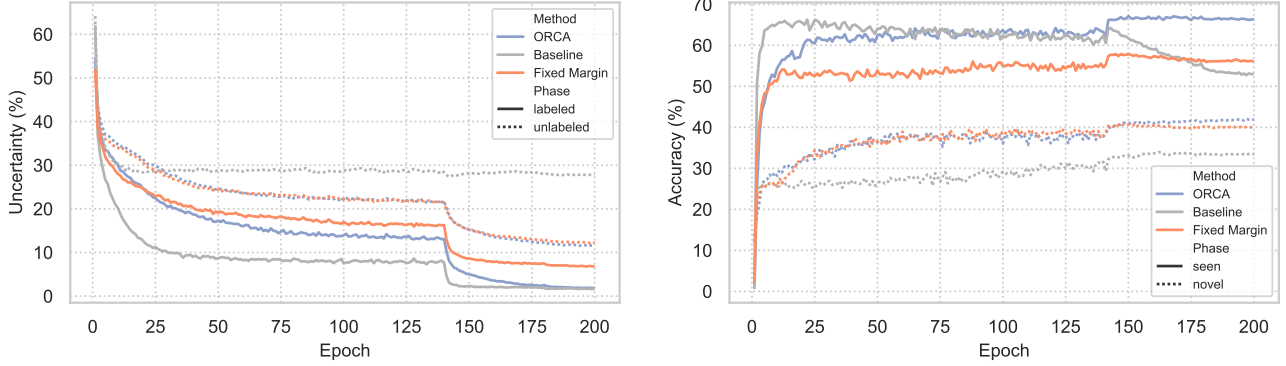 Uncertainty (%)
60
50
40
30
20
10
0
0 25 50 75 100 125 150 175 200
Epoch
Method
ORCA
Baseline
Fixed Margin
Phase
labeled
unlabeled
Accuracy (%)
70
60
50
40
30
20
10
0
0 25 50 75 100 125 150 175 200
Epoch
Method
ORCA
Baseline
Fixed Margin
Phase
seen
novel